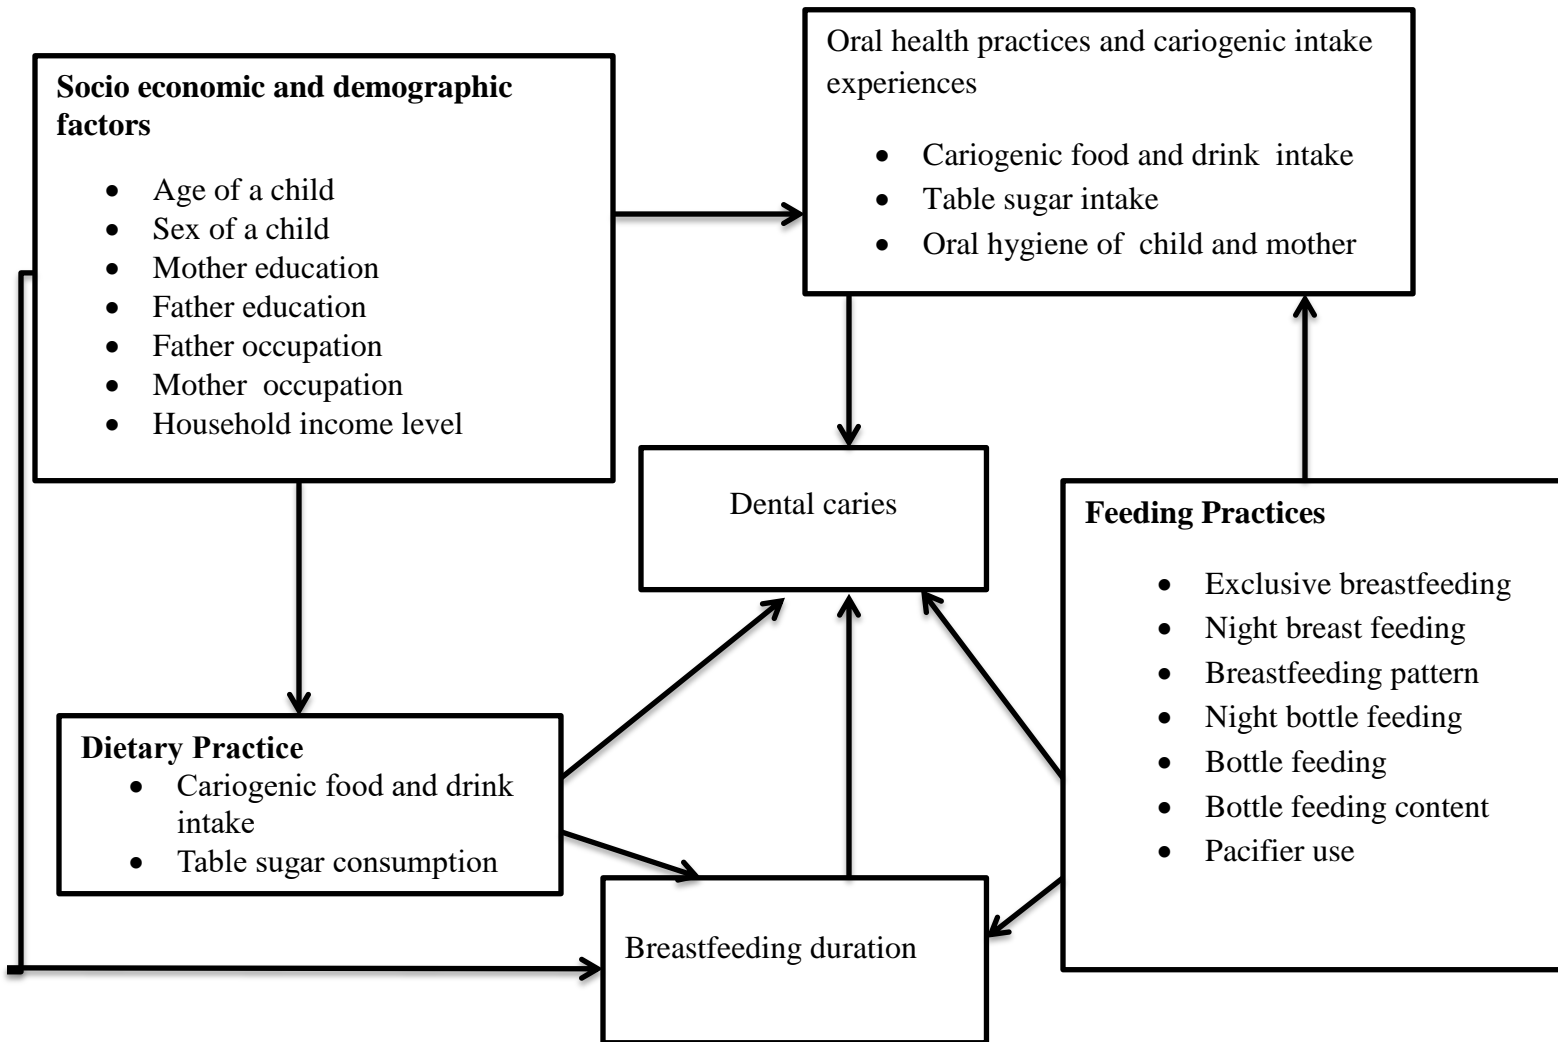 Socio economic and demographic
factors
• Age of a child
• Sex of a child
• Mother education
• Father education
• Father occupation
• Mother  occupation
• Household income level
Oral health practices and cariogenic intake
experiences
• Cariogenic food and drink  intake
• Table sugar intake
• Oral hygiene of  child and mother
Dental caries
Feeding Practices
• Exclusive breastfeeding
• Night breast feeding
• Breastfeeding pattern
• Night bottle feeding
• Bottle feeding
• Bottle feeding content
• Pacifier use
Dietary Practice
• Cariogenic food and drink
intake
• Table sugar consumption
Breastfeeding duration